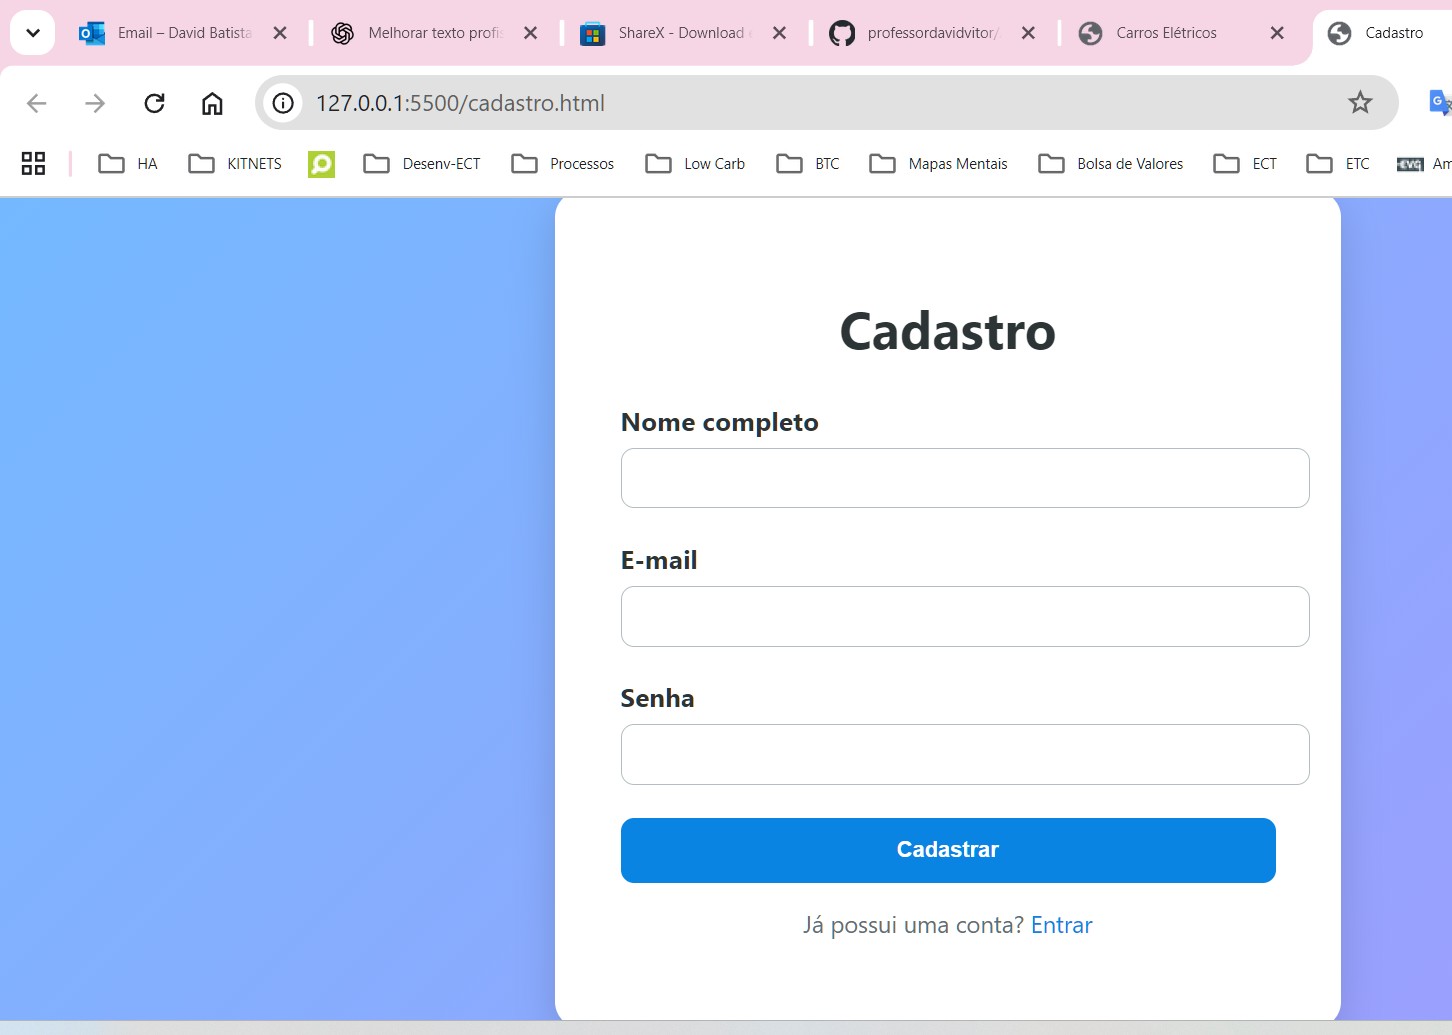 Email – David Batista
Melhorar texto profis
ShareX - Download
professordavidvitor/
Carros Elétricos
Cadastro
127.0.0.1:5500/cadastro.html
HA
KITNETS
Desenv-ECT
Processos
Low Carb
BTC
Mapas Mentais
Bolsa de Valores
ECT
ETC
EVG
Am
Cadastro
Nome completo
E-mail
Senha
Cadastrar
Já possui uma conta? Entrar